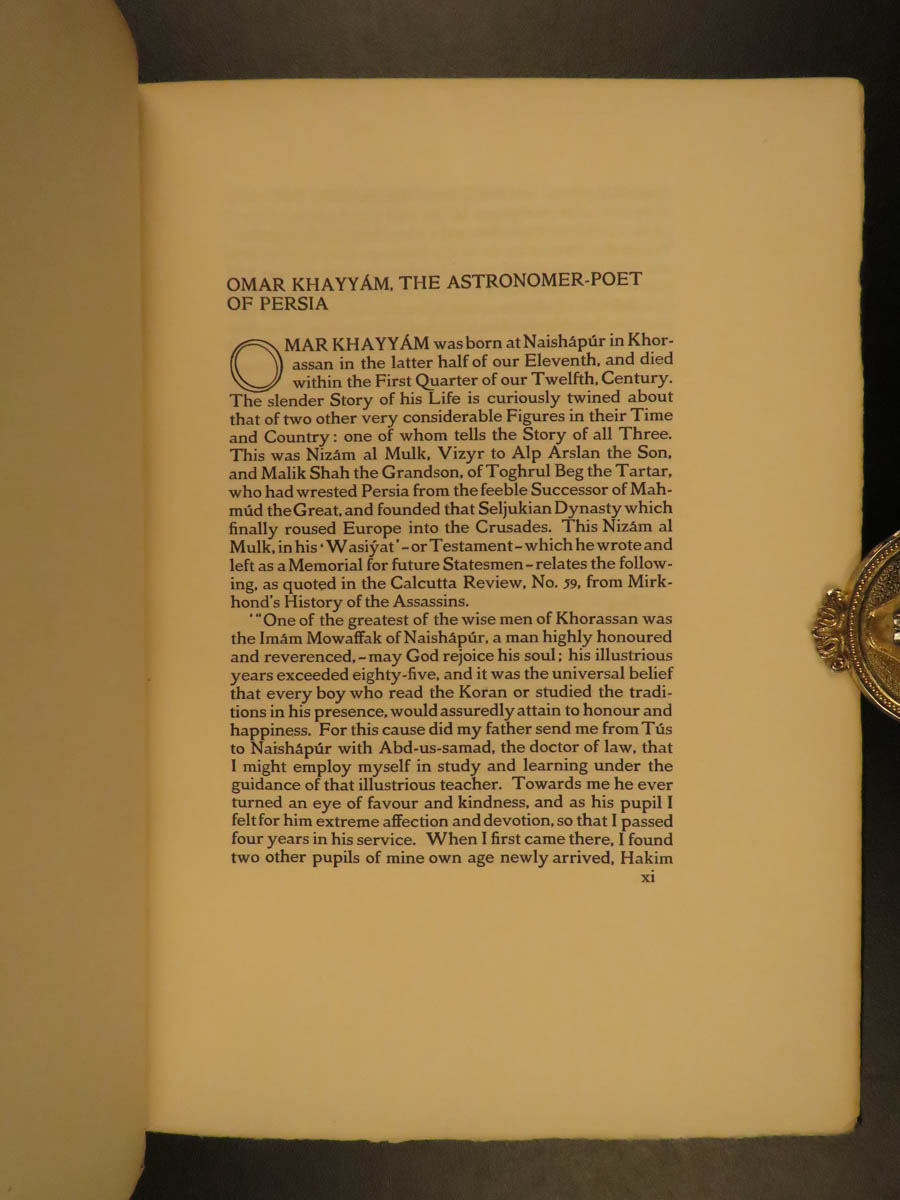 OMAR KHAYYÁM, THE ASTRONOMER-POET
OF PERSIA
OMAR KHAYYÁM was born at Naishápúr in Khor-
assan in the latter half of our Eleventh, and died
within the First Quarter of our Twelfth, Century.
The slender Story of his Life is curiously twined about
that of two other very considerable Figures in their Time
and Country: one of whom tells the Story of all Three.
This was Nizám al Mulk, Vizyr to Alp Arslan the Son,
and Malik Shah the Grandson, of Toghrul Beg the Tartar,
who had wrested Persia from the feeble Successor of Mah-
múd the Great, and founded that Seljukian Dynasty which
finally roused Europe into the Crusades. This Nizám al
Mulk, in his ‘Wasiýat’-or Testament-which he wrote and
left as a Memorial for future Statesmen-relates the follow-
ing, as quoted in the Calcutta Review, No. 59, from Mirk-
hond's History of the Assassins.
‘“One of the greatest of the wise men of Khorassan was
the Imám Mowaffak of Naishápúr, a man highly honoured
and reverenced,-may God rejoice his soul; his illustrious
years exceeded eighty-five, and it was the universal belief
that every boy who read the Koran or studied the tradi-
tions in his presence, would assuredly attain to honour and
happiness. For this cause did my father send me from Tús
to Naishápúr with Abd-us-samad, the doctor of law, that
I might employ myself in study and learning under the
guidance of that illustrious teacher. Towards me he ever
turned an eye of favour and kindness, and as his pupil I
felt for him extreme affection and devotion, so that I passed
four years in his service. When I first came there, I found
two other pupils of mine own age newly arrived, Hakim
xi